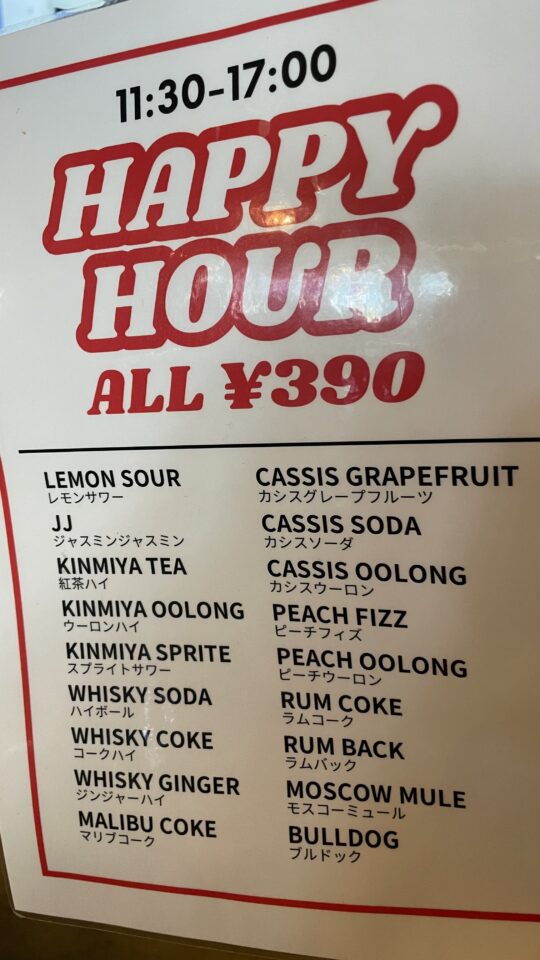 11:30-17:00
HAPPY
HOUR
ALL ¥390
LEMON SOUR
レモンサワー
JJ
ジャスミンジャスミン
KINMIYA TEA
紅茶ハイ
KINMIYA OOLONG
ウーロンハイ
KINMIYA SPRITE
スプライトサワー
WHISKY SODA
ハイボール
WHISKY COKE
コークハイ
WHISKY GINGER
ジンジャーハイ
MALIBU COKE
マリブコーク
CASSIS GRAPEFRUIT
カシスグレープフルーツ
CASSIS SODA
カシスソーダ
CASSIS OOLONG
カシスウーロン
PEACH FIZZ
ピーチフィズ
PEACH OOLONG
ピーチウーロン
RUM COKE
ラムコーク
RUM BACK
ラムバック
MOSCOW MULE
モスコーミュール
BULLDOG
ブルドック